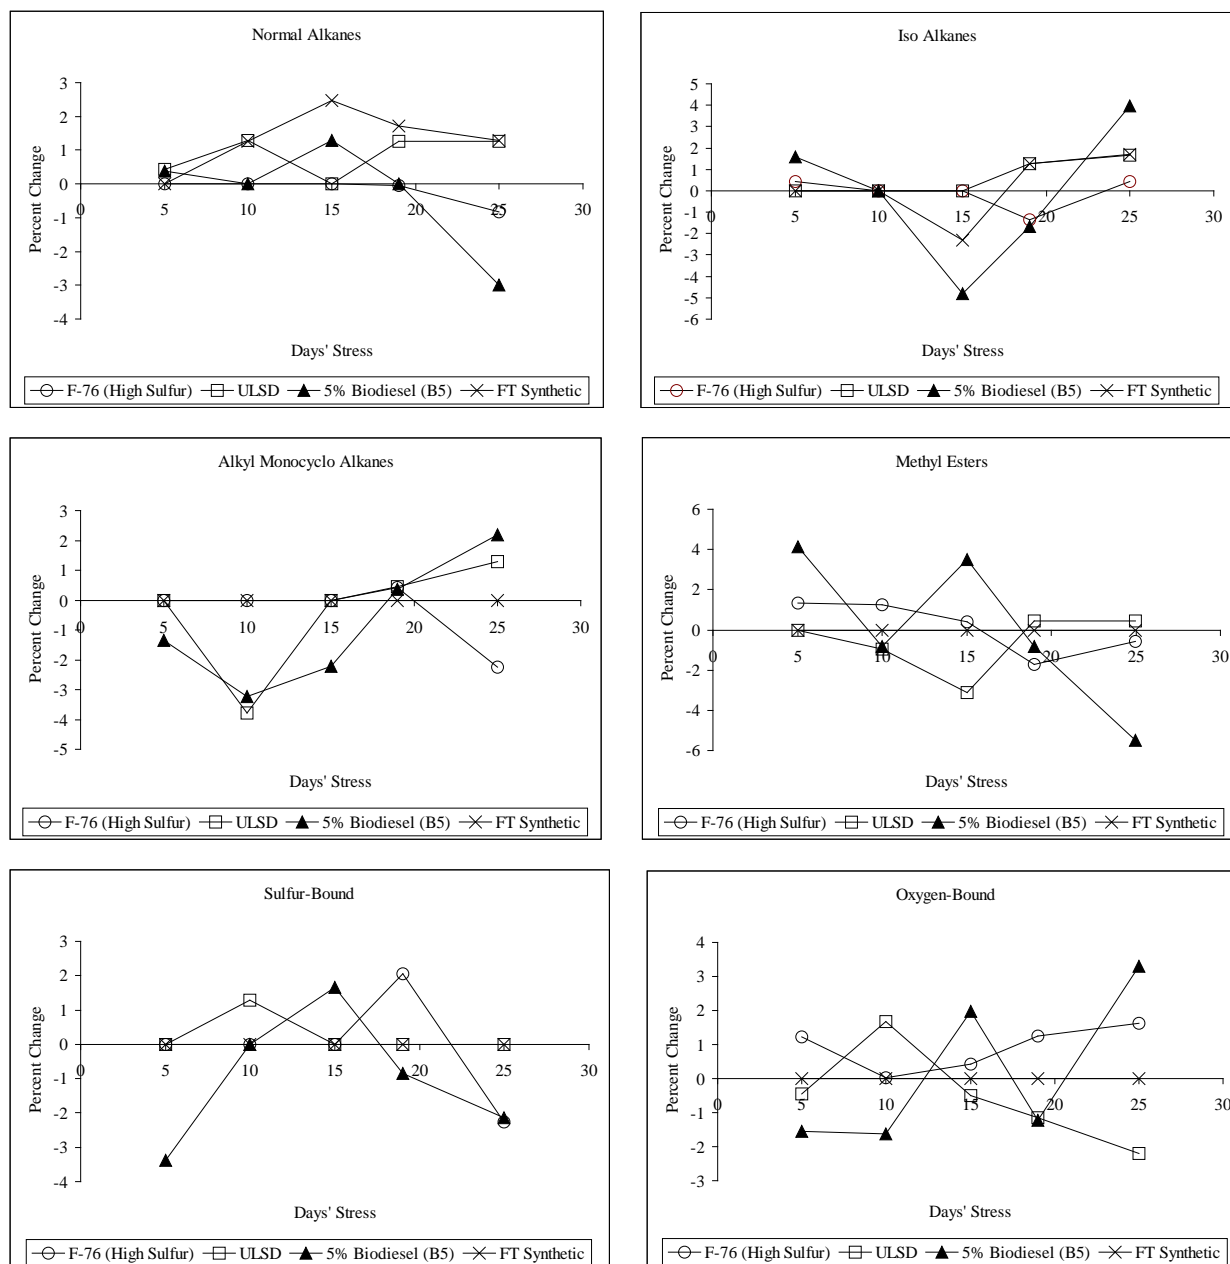 Normal Alkanes
3
2
1
0
-1
-2
-3
-4
0 5 10 15 20 25 30
Percent Change
Days' Stress
F-76 (High Sulfur) ULSD 5% Biodiesel (B5) FT Synthetic
Iso Alkanes
5
4
3
2
1
0
-1
-2
-3
-4
-5
-6
0 5 10 15 20 25 30
Percent Change
Days' Stress
F-76 (High Sulfur) ULSD 5% Biodiesel (B5) FT Synthetic
Alkyl Monocyclo Alkanes
3
2
1
0
-1
-2
-3
-4
-5
0 5 10 15 20 25 30
Percent Change
Days' Stress
F-76 (High Sulfur) ULSD 5% Biodiesel (B5) FT Synthetic
Methyl Esters
6
4
2
0
-2
-4
-6
0 5 10 15 20 25 30
Percent Change
Days' Stress
F-76 (High Sulfur) ULSD 5% Biodiesel (B5) FT Synthetic
Sulfur-Bound
3
2
1
0
-1
-2
-3
-4
0 5 10 15 20 25 30
Percent Change
Days' Stress
F-76 (High Sulfur) ULSD 5% Biodiesel (B5) FT Synthetic
Oxygen-Bound
4
3
2
1
0
-1
-2
-3
0 5 10 15 20 25 30
Percent Change
Days' Stress
F-76 (High Sulfur) ULSD 5% Biodiesel (B5) FT Synthetic